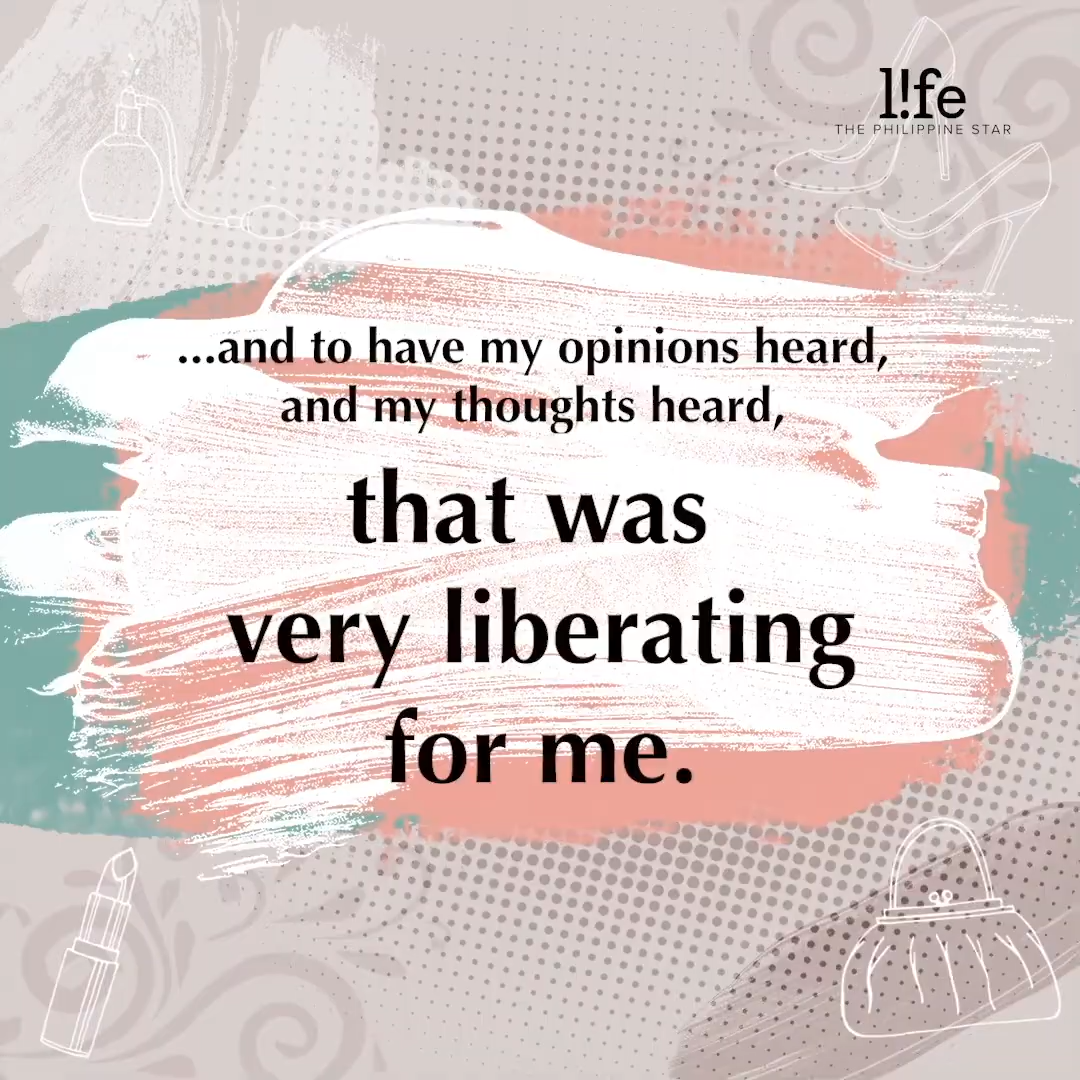 l!fe
THE PHILIPPINE STAR
...and to have my opinions heard,
and my thoughts heard,
that was
very liberating
for me.